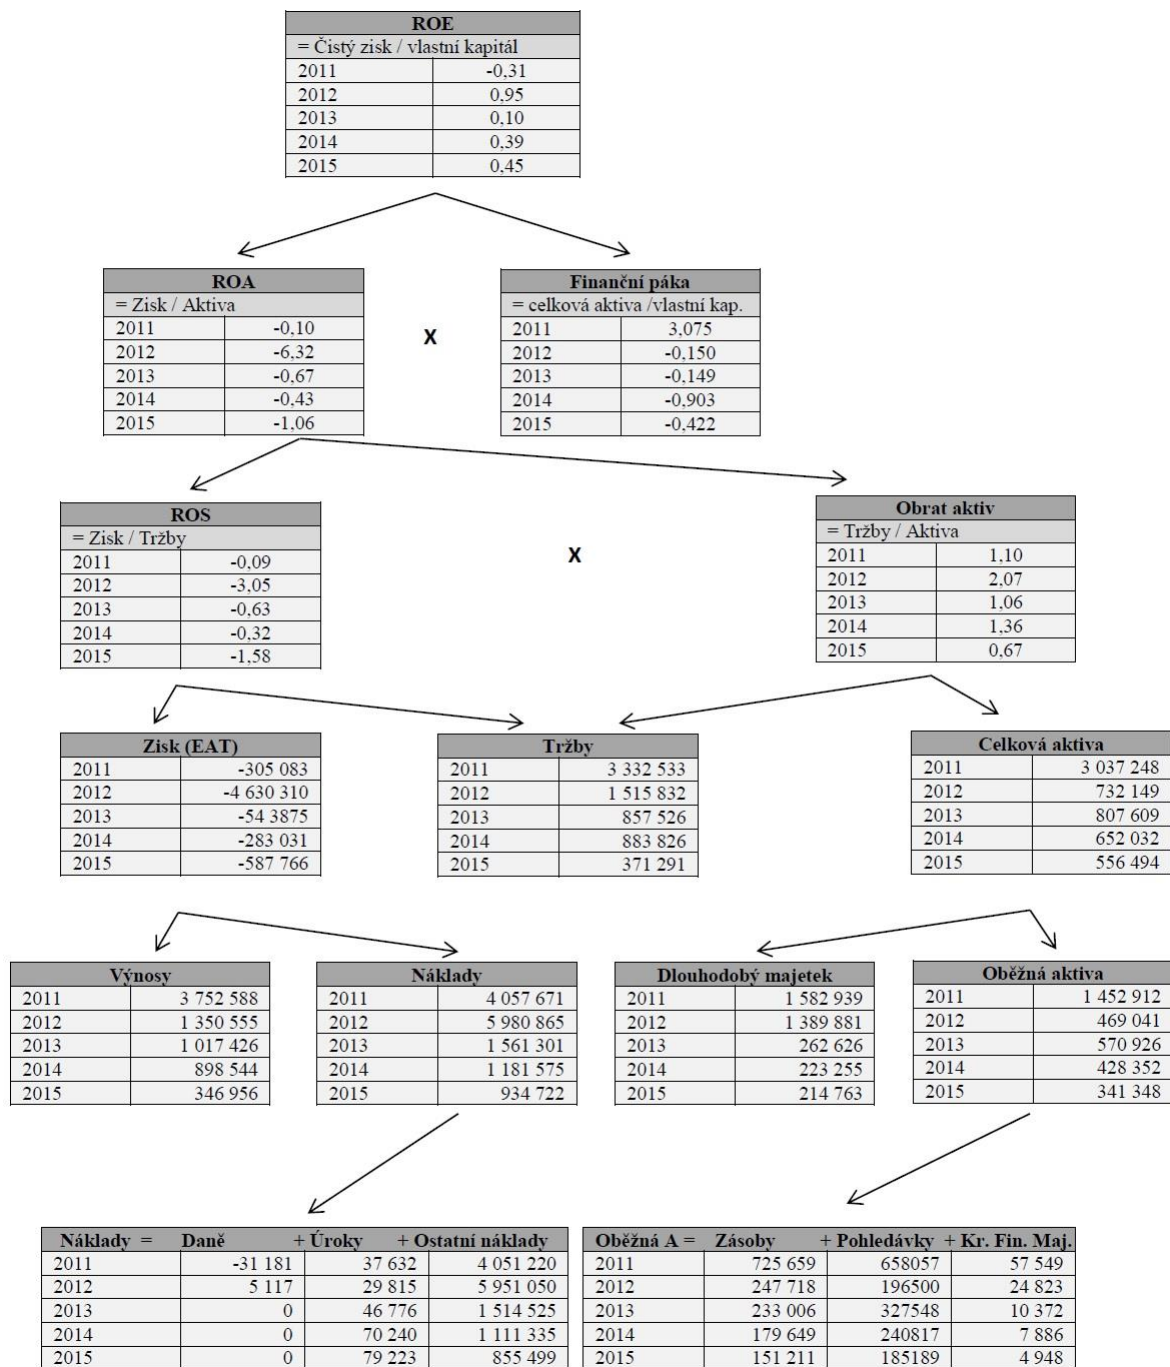 ROE
= Čistý zisk / vlastní kapitál
2011 -0,31
2012 0,95
2013 0,10
2014 0,39
2015 0,45
ROA
= Zisk / Aktiva
2011 -0,10
2012 -6,32
2013 -0,67
2014 -0,43
2015 -1,06
X
Finanční páka
= celková aktiva /vlastní kap.
2011 3,075
2012 -0,150
2013 -0,149
2014 -0,903
2015 -0,422
ROS
= Zisk / Tržby
2011 -0,09
2012 -3,05
2013 -0,63
2014 -0,32
2015 -1,58
X
Obrat aktiv
= Tržby / Aktiva
2011 1,10
2012 2,07
2013 1,06
2014 1,36
2015 0,67
Zisk (EAT)
2011 -305 083
2012 -4 630 310
2013 -54 3875
2014 -283 031
2015 -587 766
Tržby
2011 3 332 533
2012 1 515 832
2013 857 526
2014 883 826
2015 371 291
Celková aktiva
2011 3 037 248
2012 732 149
2013 807 609
2014 652 032
2015 556 494
Výnosy
2011 3 752 588
2012 1 350 555
2013 1 017 426
2014 898 544
2015 346 956
Náklady
2011 4 057 671
2012 5 980 865
2013 1 561 301
2014 1 181 575
2015 934 722
Dlouhodobý majetek
2011 1 582 939
2012 1 389 881
2013 262 626
2014 223 255
2015 214 763
Oběžná aktiva
2011 1 452 912
2012 469 041
2013 570 926
2014 428 352
2015 341 348
Náklady = Daně + Úroky + Ostatní náklady
2011 -31 181 37 632 4 051 220
2012 5 117 29 815 5 951 050
2013 0 46 776 1 514 525
2014 0 70 240 1 111 335
2015 0 79 223 855 499
Oběžná A = Zásoby + Pohledávky + Kr. Fin. Maj.
2011 725 659 658057 57 549
2012 247 718 196500 24 823
2013 233 006 327548 10 372
2014 179 649 240817 7 886
2015 151 211 185189 4 948